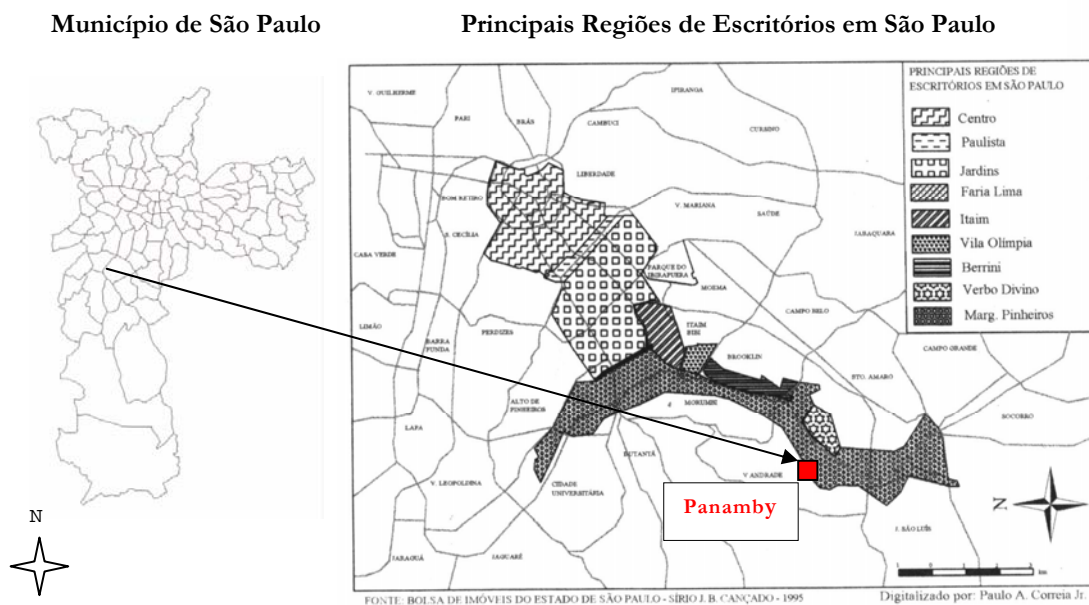 Município de São Paulo
Principais Regiões de Escritórios em São Paulo
PRINCIPAIS REGIÕES DE
ESCRITÓRIOS EM SÃO PAULO
Centro
Paulista
Jardins
Faria Lima
Itaim
Vila Olímpia
Berrini
Verbo Divino
Marg. Pinheiros
V. GUILHERME
PARI
BRÁS
CAMBUCI
IPIRANGA
CURSINO
LIBERDADE
BOM RETIRO
S. CECÍLIA
V. MARIANA
SAÚDE
JABAQUARA
CASA VERDE
PARQUE DO
IBIRAPUERA
MOEMA
CAMPO BELO
LIMÃO
BARRA
FUNDA
PERDIZES
ITAIM
BIBI
BROOKLIN
CAMPO GRANDE
STO. AMARO
SOCORRO
ALTO DE
PINHEIROS
MORUMBI
LAPA
BUTANTÃ
V. LEOPOLDINA
CIDADE
UNIVERSITÁRIA
V ANDRADE
Panamby
J. SÃO LUÍS
JARAGUÁ
JAGUARÉ
N
N
km
FONTE: BOLSA DE IMÓVEIS DO ESTADO DE SÃO PAULO - SÍRIO J. B. CANÇADO - 1995
Digitalizado por: Paulo A. Correia Jr